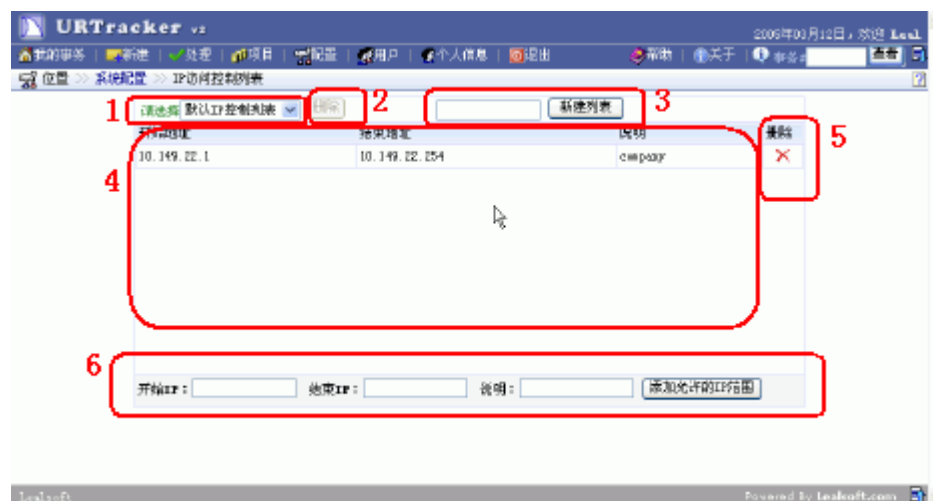 URTracker v2
2006年03月12日，欢迎 Leal
我的事务 | 新建 | 处理 | 项目 | 配置 | 用户 | 个人信息 | 退出 帮助 | 关于 | 查看
位置 >> 系统配置 >> IP访问控制列表
1 请选择 默认IP控制列表 删除 2 新建列表 3
开始地址 结束地址 说明 删除 5
10.149.22.1 10.149.22.254 company
4
6
开始IP： 结束IP： 说明： 添加允许的IP范围
Lealsoft Powered by Lealsoft.com